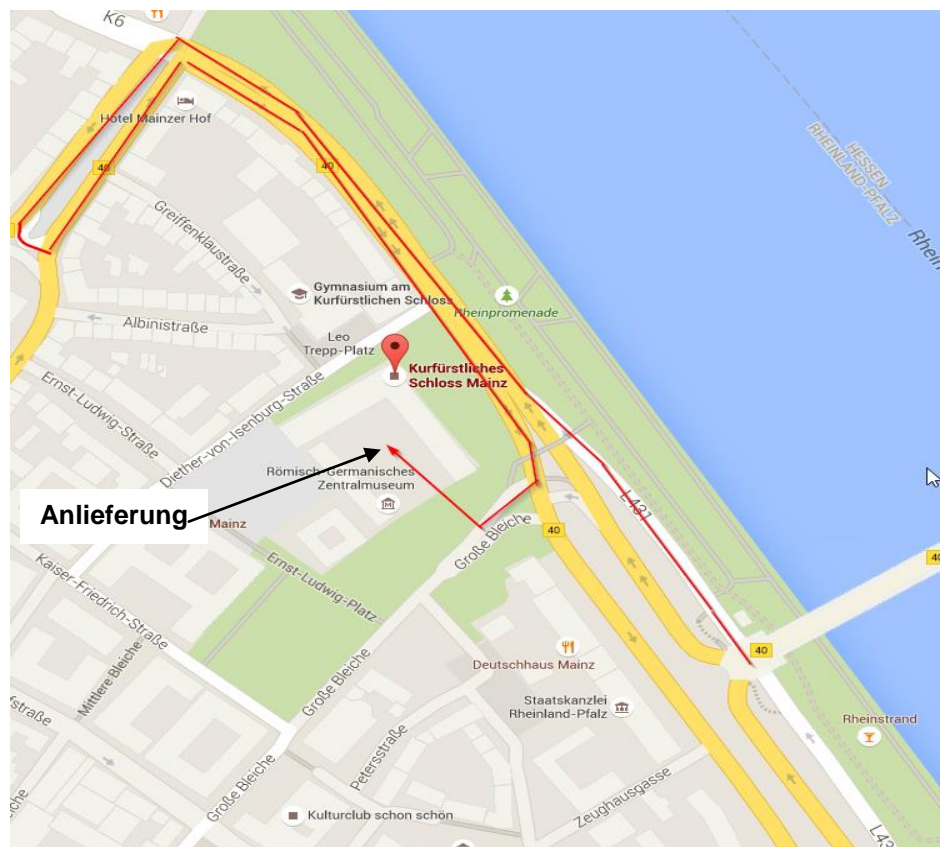 K6
Hotel Mainzer Hof
40
40
HESSEN
RHEINLAND-PFALZ
Rhein
Greiffenklaustraße
Gymnasium am
Kurfürstlichen Schloss
Rheinpromenade
Albinistraße
Leo
Trepp-Platz
Kurfürstliches
Schloss Mainz
Ernst-Ludwig-Straße
Diether-von-Isenburg-Straße
Römisch-Germanisches
Zentralmuseum
Anlieferung
Mainz
L431
40
Große Bleiche
40
Ernst-Ludwig-Platz
Kaiser-Friedrich-Straße
40
Mittlere Bleiche
Deutschhaus Mainz
Große Bleiche
Staatskanzlei
Rheinland-Pfalz
Rheinstrand
Petersstraße
Große Bleiche
Zeughausgasse
Kulturclub schon schön